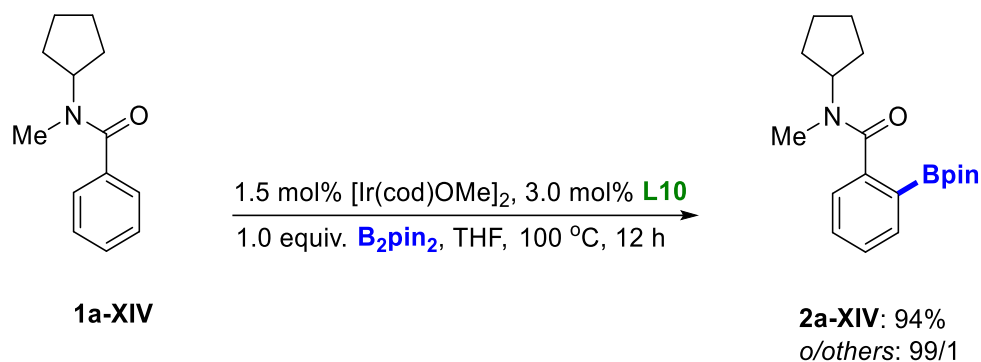 N
O
Me
1.5 mol% [Ir(cod)OMe]₂, 3.0 mol% L10
1.0 equiv. B₂pin₂, THF, 100 ºC, 12 h
1a-XIV
N
O
Me
Bpin
2a-XIV: 94%
o/others: 99/1